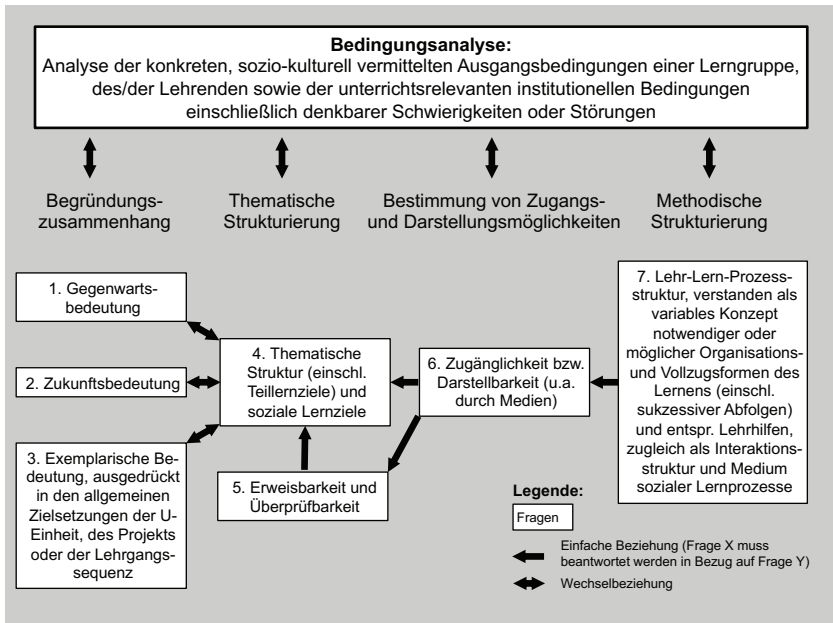 Bedingungsanalyse:
Analyse der konkreten, sozio-kulturell vermittelten Ausgangsbedingungen einer Lerngruppe,
des/der Lehrenden sowie der unterrichtsrelevanten institutionellen Bedingungen
einschließlich denkbarer Schwierigkeiten oder Störungen
Begründungs-
zusammenhang
Thematische
Strukturierung
Bestimmung von Zugangs-
und Darstellungsmöglichkeiten
Methodische
Strukturierung
1. Gegenwarts-
bedeutung
2. Zukunftsbedeutung
3. Exemplarische Be-
deutung, ausgedrückt
in den allgemeinen
Zielsetzungen der U-
Einheit, des Projekts
oder der Lehrgangs-
sequenz
4. Thematische
Struktur (einschl.
Teillernziele) und
soziale Lernziele
5. Erweisbarkeit und
Überprüfbarkeit
6. Zugänglichkeit bzw.
Darstellbarkeit (u.a.
durch Medien)
7. Lehr-Lern-Prozess-
struktur, verstanden als
variables Konzept
notwendiger oder
möglicher Organisations-
und Vollzugsformen des
Lernens (einschl.
sukzessiver Abfolgen)
und entspr. Lehrhilfen,
zugleich als Interaktions-
struktur und Medium
sozialer Lernprozesse
Legende:
Fragen
Einfache Beziehung (Frage X muss
beantwortet werden in Bezug auf Frage Y)
Wechselbeziehung